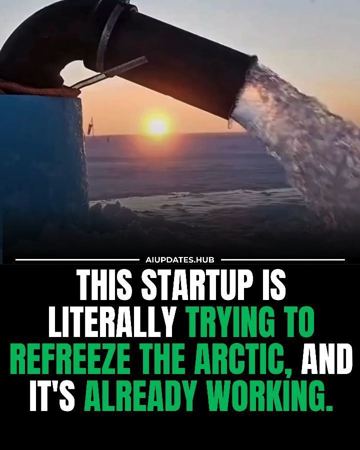 AIUPDATES.HUB
THIS STARTUP IS
LITERALLY TRYING TO
REFREEZE THE ARCTIC, AND
IT'S ALREADY WORKING.